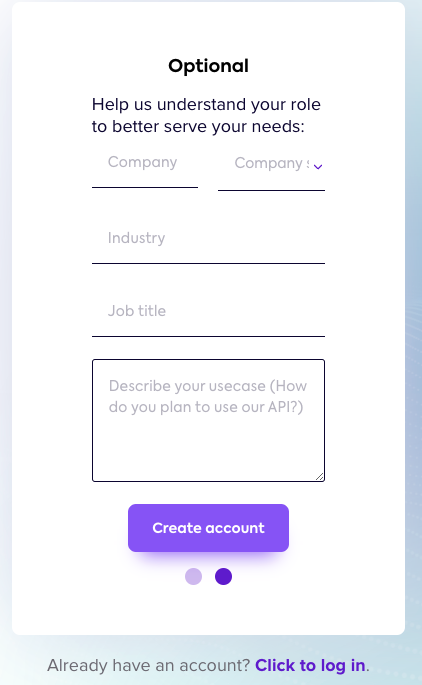 Optional
Help us understand your role
to better serve your needs:
Company
Company s
Industry
Job title
Describe your usecase (How
do you plan to use our API?)
Create account
Already have an account? Click to log in.